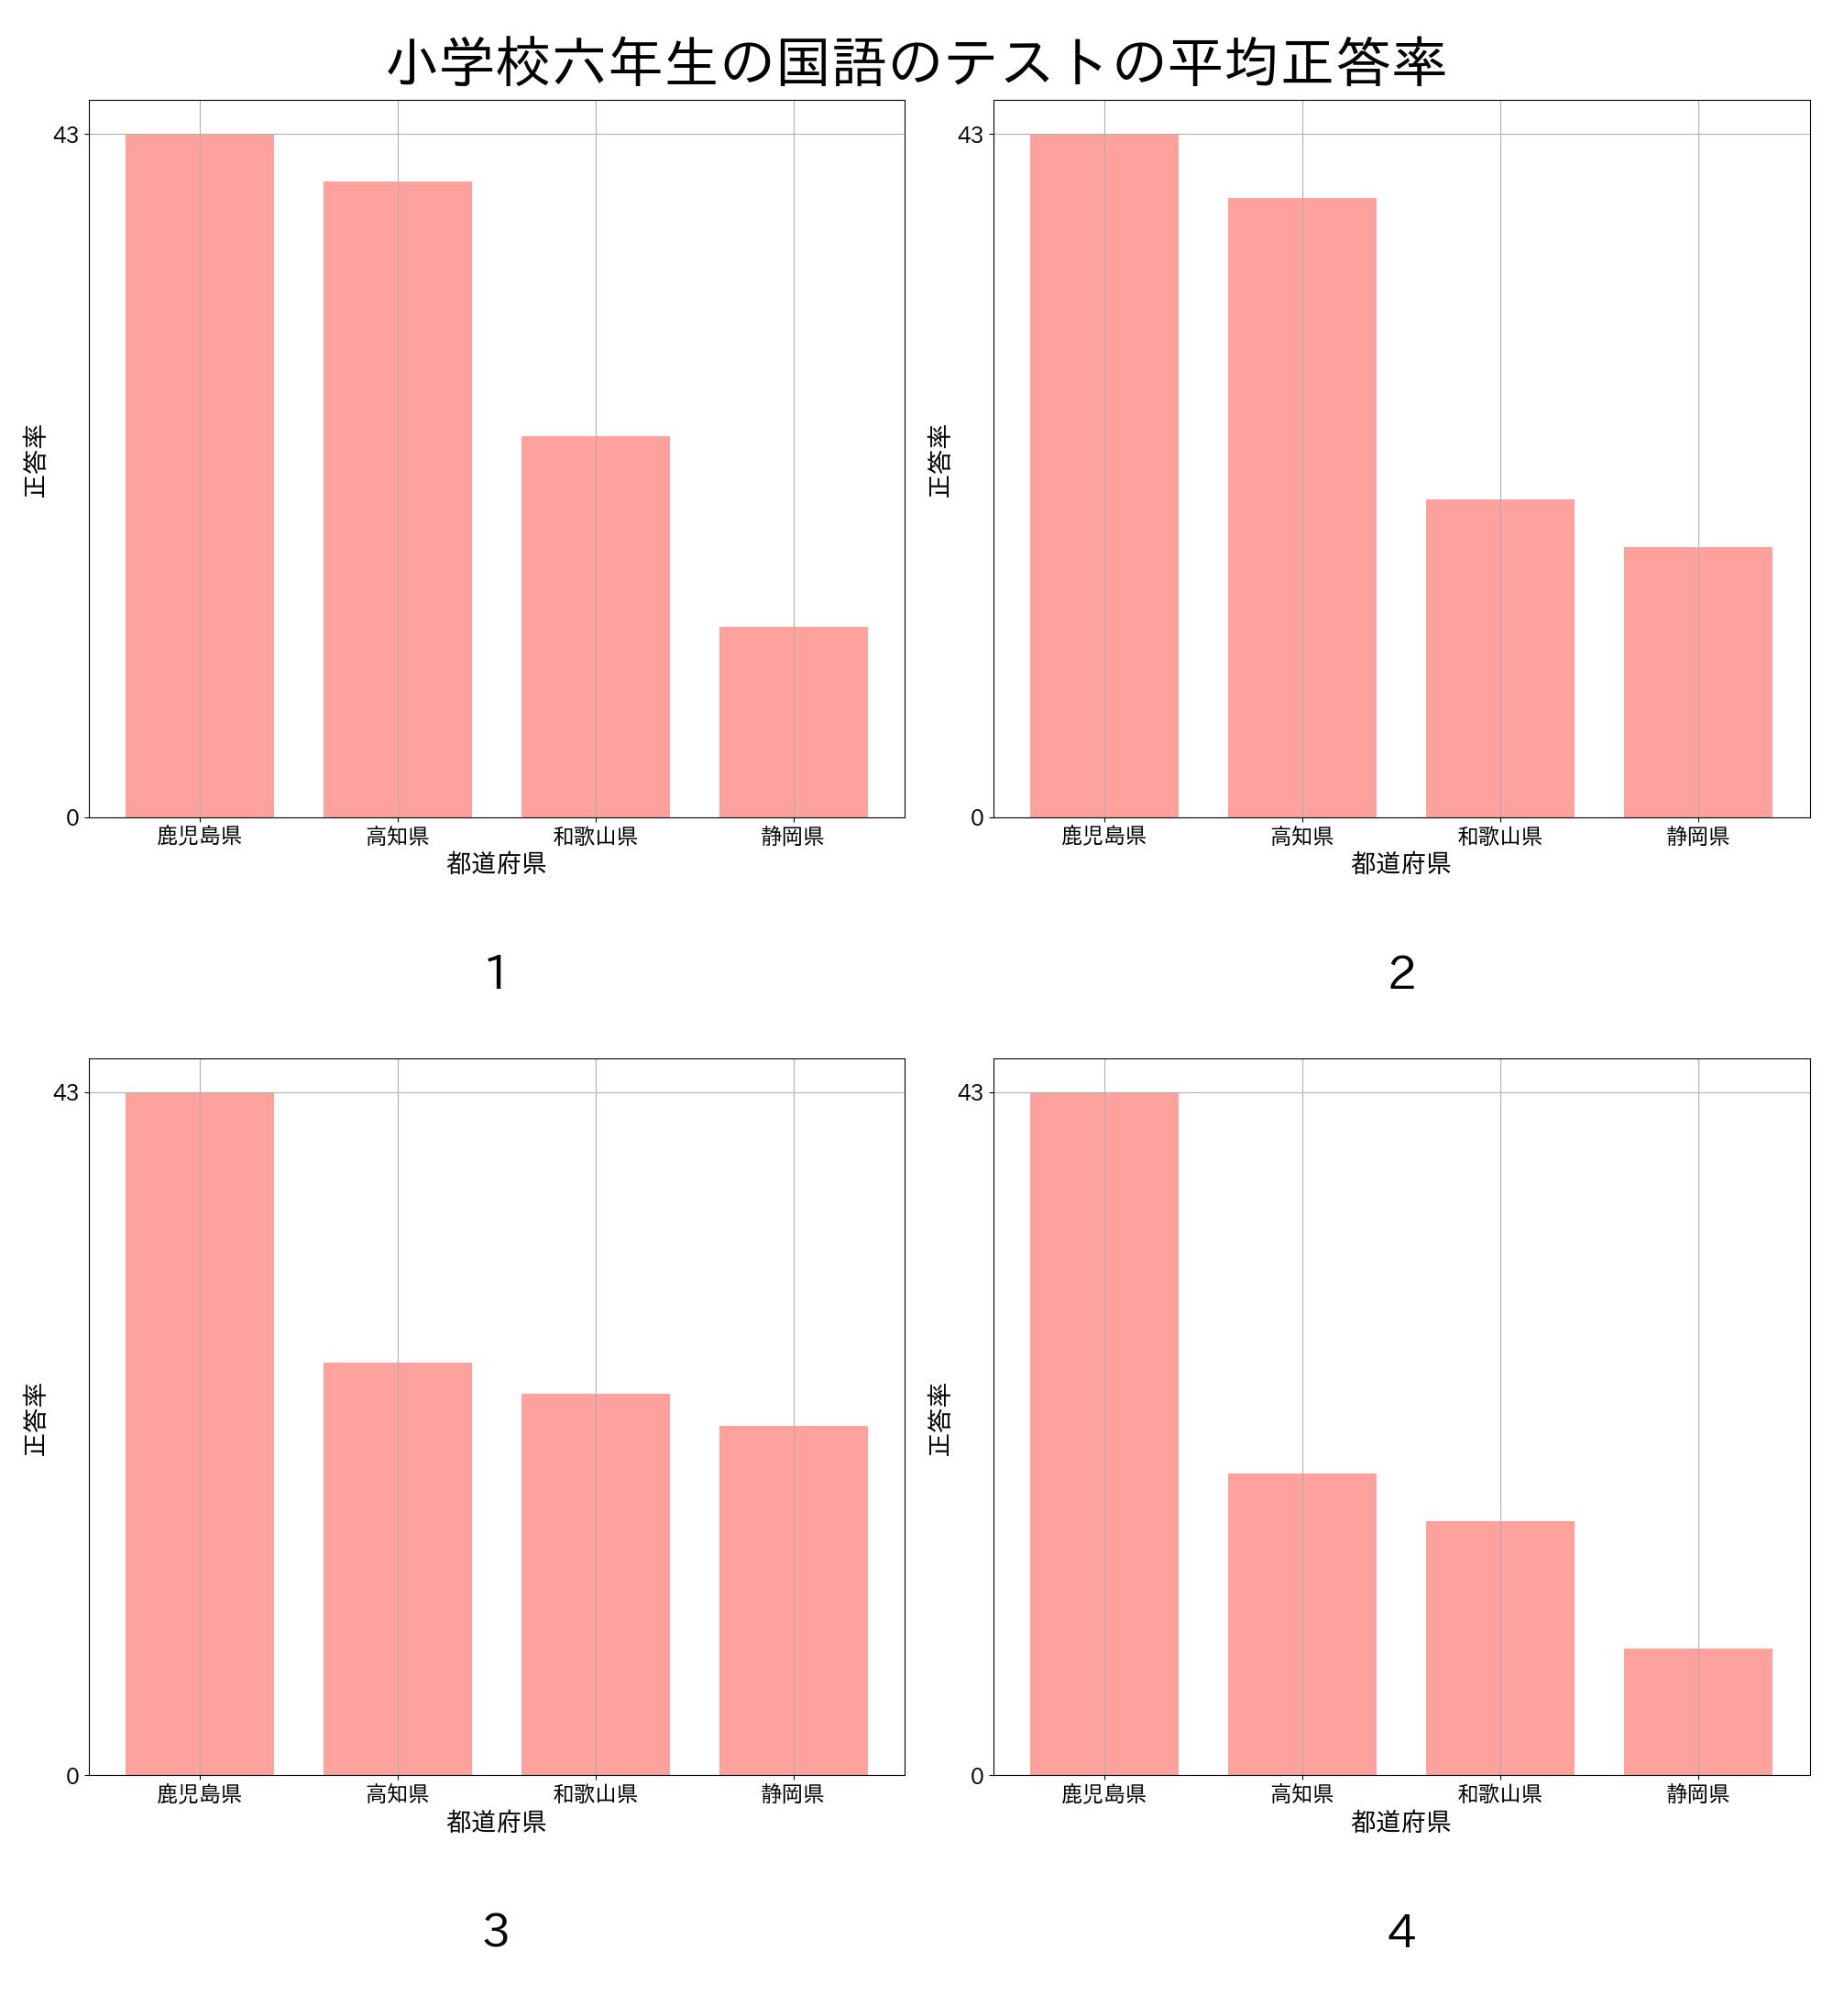 小学校六年生の国語のテストの平均正答率
43
0
正答率
鹿児島県 高知県 和歌山県 静岡県
都道府県
1
43
0
正答率
鹿児島県 高知県 和歌山県 静岡県
都道府県
2
43
0
正答率
鹿児島県 高知県 和歌山県 静岡県
都道府県
3
43
0
正答率
鹿児島県 高知県 和歌山県 静岡県
都道府県
4